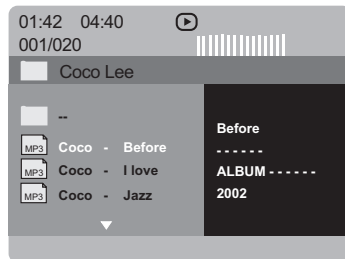 01:42 04:40
001/020
Coco Lee
--
MP3 Coco - Before
MP3 Coco - I love
MP3 Coco - Jazz
Before
- - - - - -
ALBUM - - - - - -
2002